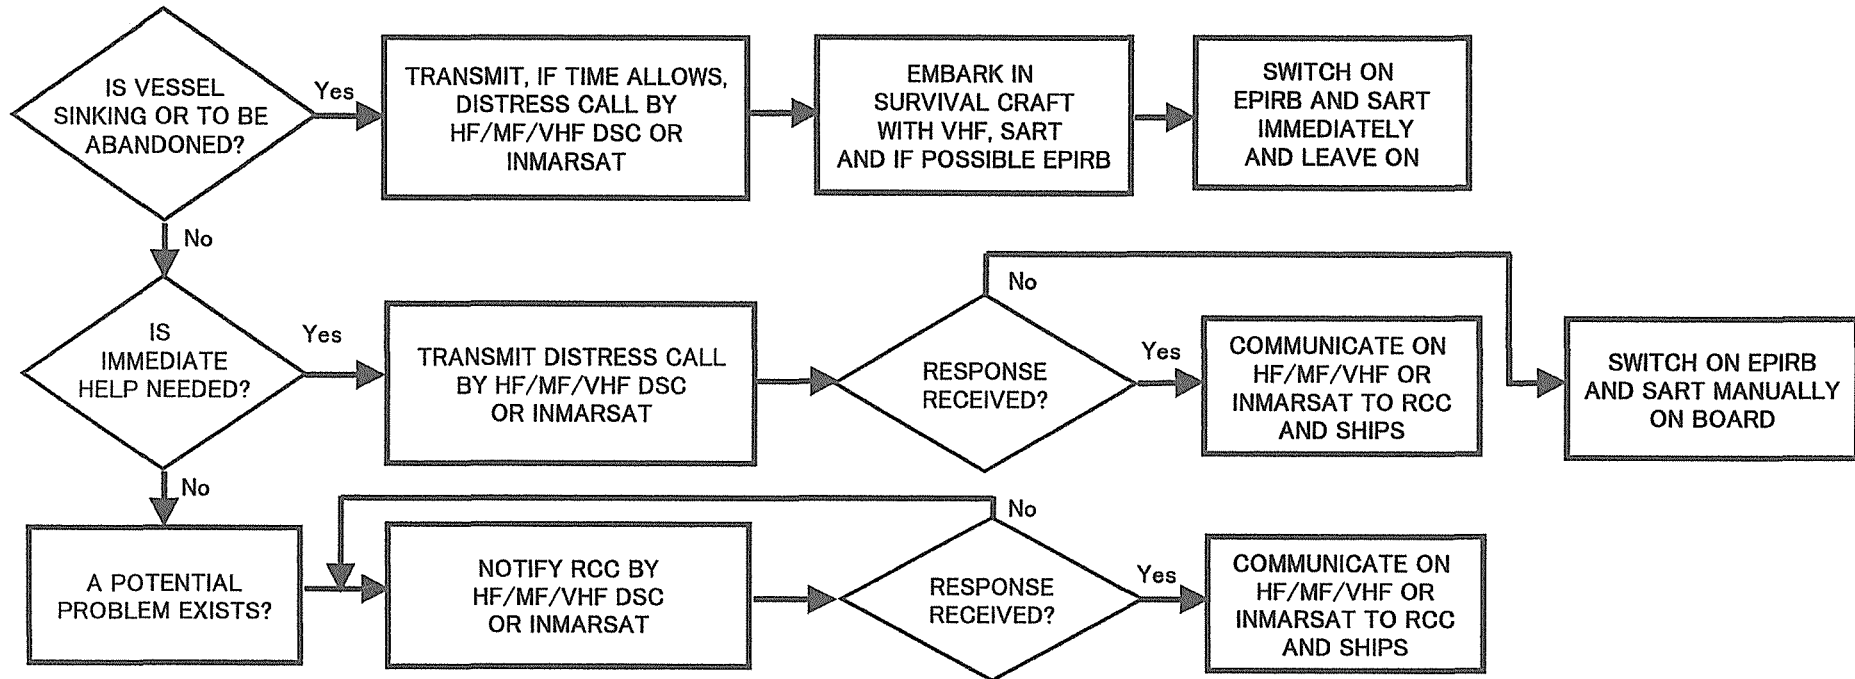 IS VESSEL
SINKING OR TO BE
ABANDONED?
Yes
TRANSMIT, IF TIME ALLOWS,
DISTRESS CALL BY
HF/MF/VHF DSC OR
INMARSAT
EMBARK IN
SURVIVAL CRAFT
WITH VHF, SART
AND IF POSSIBLE EPIRB
SWITCH ON
EPIRB AND SART
IMMEDIATELY
AND LEAVE ON
No
IS
IMMEDIATE
HELP NEEDED?
Yes
TRANSMIT DISTRESS CALL
BY HF/MF/VHF DSC
OR INMARSAT
RESPONSE
RECEIVED?
No
Yes
COMMUNICATE ON
HF/MF/VHF OR
INMARSAT TO RCC
AND SHIPS
SWITCH ON EPIRB
AND SART MANUALLY
ON BOARD
No
A POTENTIAL
PROBLEM EXISTS?
NOTIFY RCC BY
HF/MF/VHF DSC
OR INMARSAT
RESPONSE
RECEIVED?
No
Yes
COMMUNICATE ON
HF/MF/VHF OR
INMARSAT TO RCC
AND SHIPS